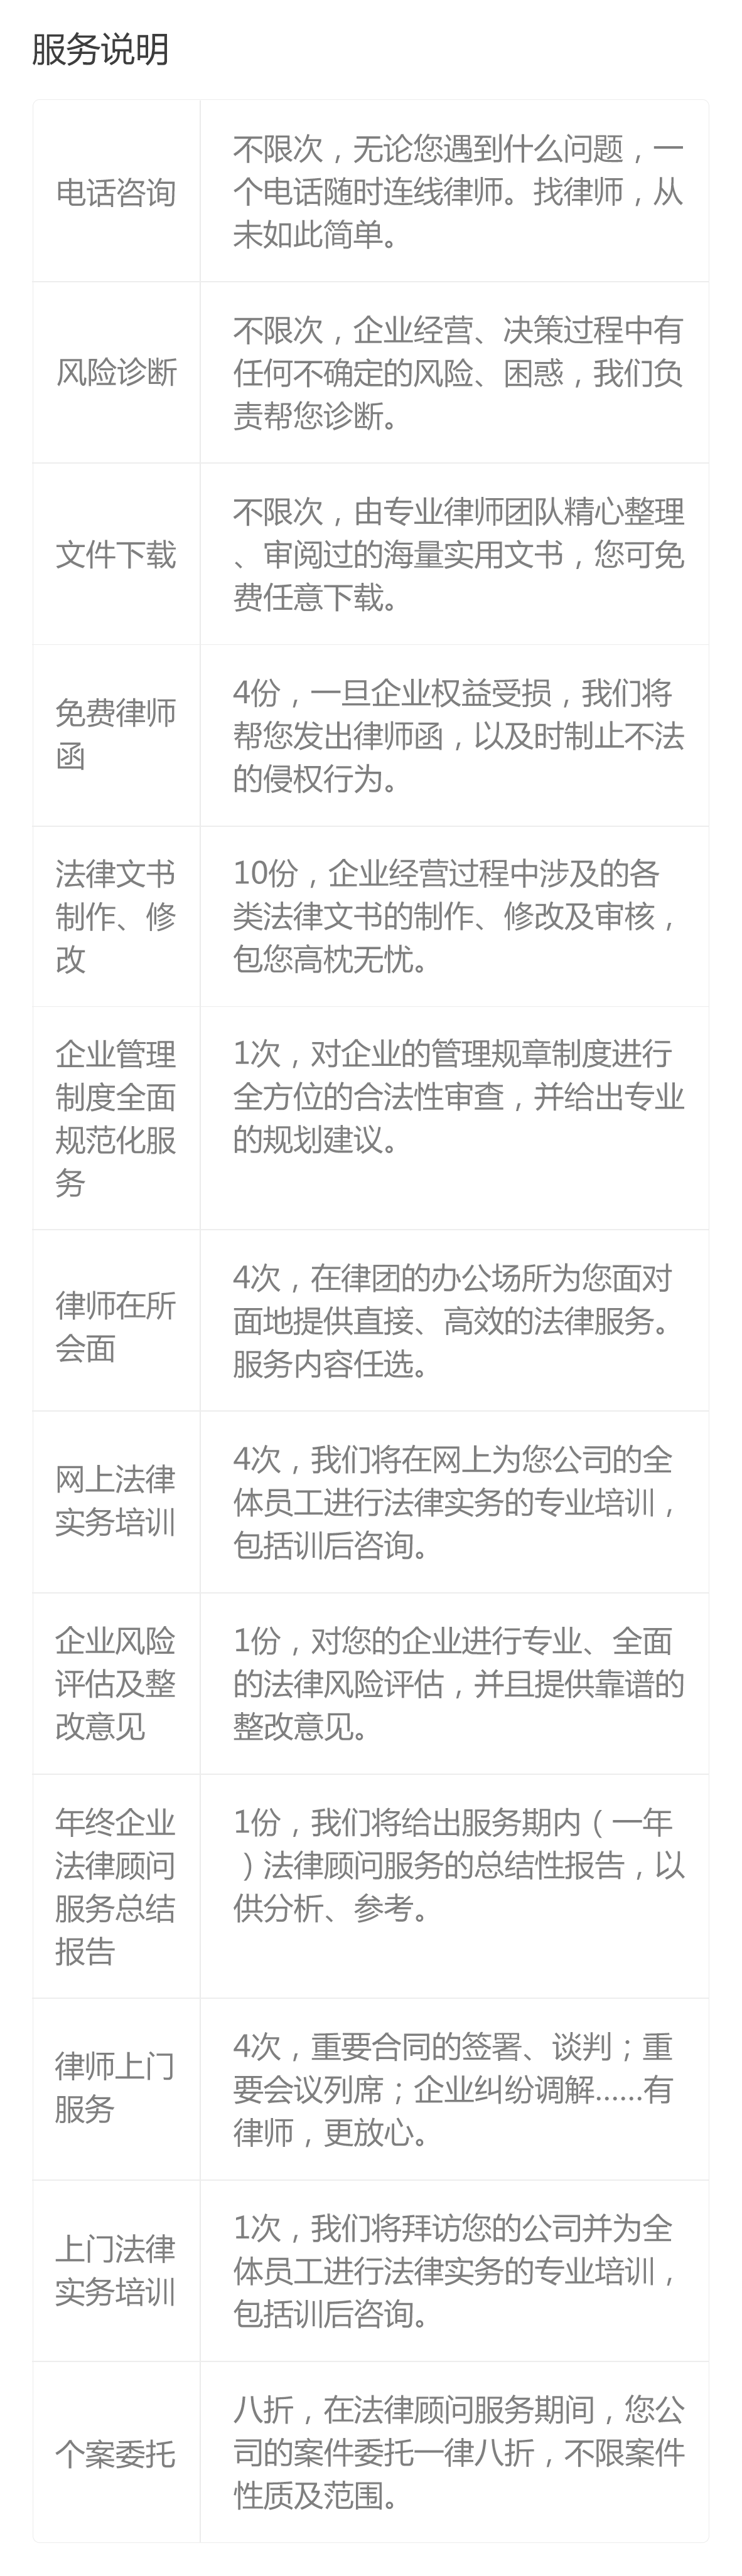 服务说明
电话咨询
不限次，无论您遇到什么问题，一
个电话随时连线律师。找律师，从
未如此简单。
风险诊断
不限次，企业经营、决策过程中有
任何不确定的风险、困惑，我们负
责帮您诊断。
文件下载
不限次，由专业律师团队精心整理
、审阅过的海量实用文书，您可免
费任意下载。
免费律师
函
4份，一旦企业权益受损，我们将
帮您发出律师函，以及时制止不法
的侵权行为。
法律文书
制作、修
改
10份，企业经营过程中涉及的各
类法律文书的制作、修改及审核，
包您高枕无忧。
企业管理
制度全面
规范化服
务
1次，对企业的管理规章制度进行
全方位的合法性审查，并给出专业
的规划建议。
律师在所
会面
4次，在律团的办公场所为您面对
面地提供直接、高效的法律服务。
服务内容任选。
网上法律
实务培训
4次，我们将在网上为您公司的全
体员工进行法律实务的专业培训，
包括训后咨询。
企业风险
评估及整
改意见
1份，对您的企业进行专业、全面
的法律风险评估，并且提供靠谱的
整改意见。
年终企业
法律顾问
服务总结
报告
1份，我们将给出服务期内（一年
）法律顾问服务的总结性报告，以
供分析、参考。
律师上门
服务
4次，重要合同的签署、谈判；重
要会议列席；企业纠纷调解……有
律师，更放心。
上门法律
实务培训
1次，我们将拜访您的公司并为全
体员工进行法律实务的专业培训，
包括训后咨询。
个案委托
八折，在法律顾问服务期间，您公
司的案件委托一律八折，不限案件
性质及范围。